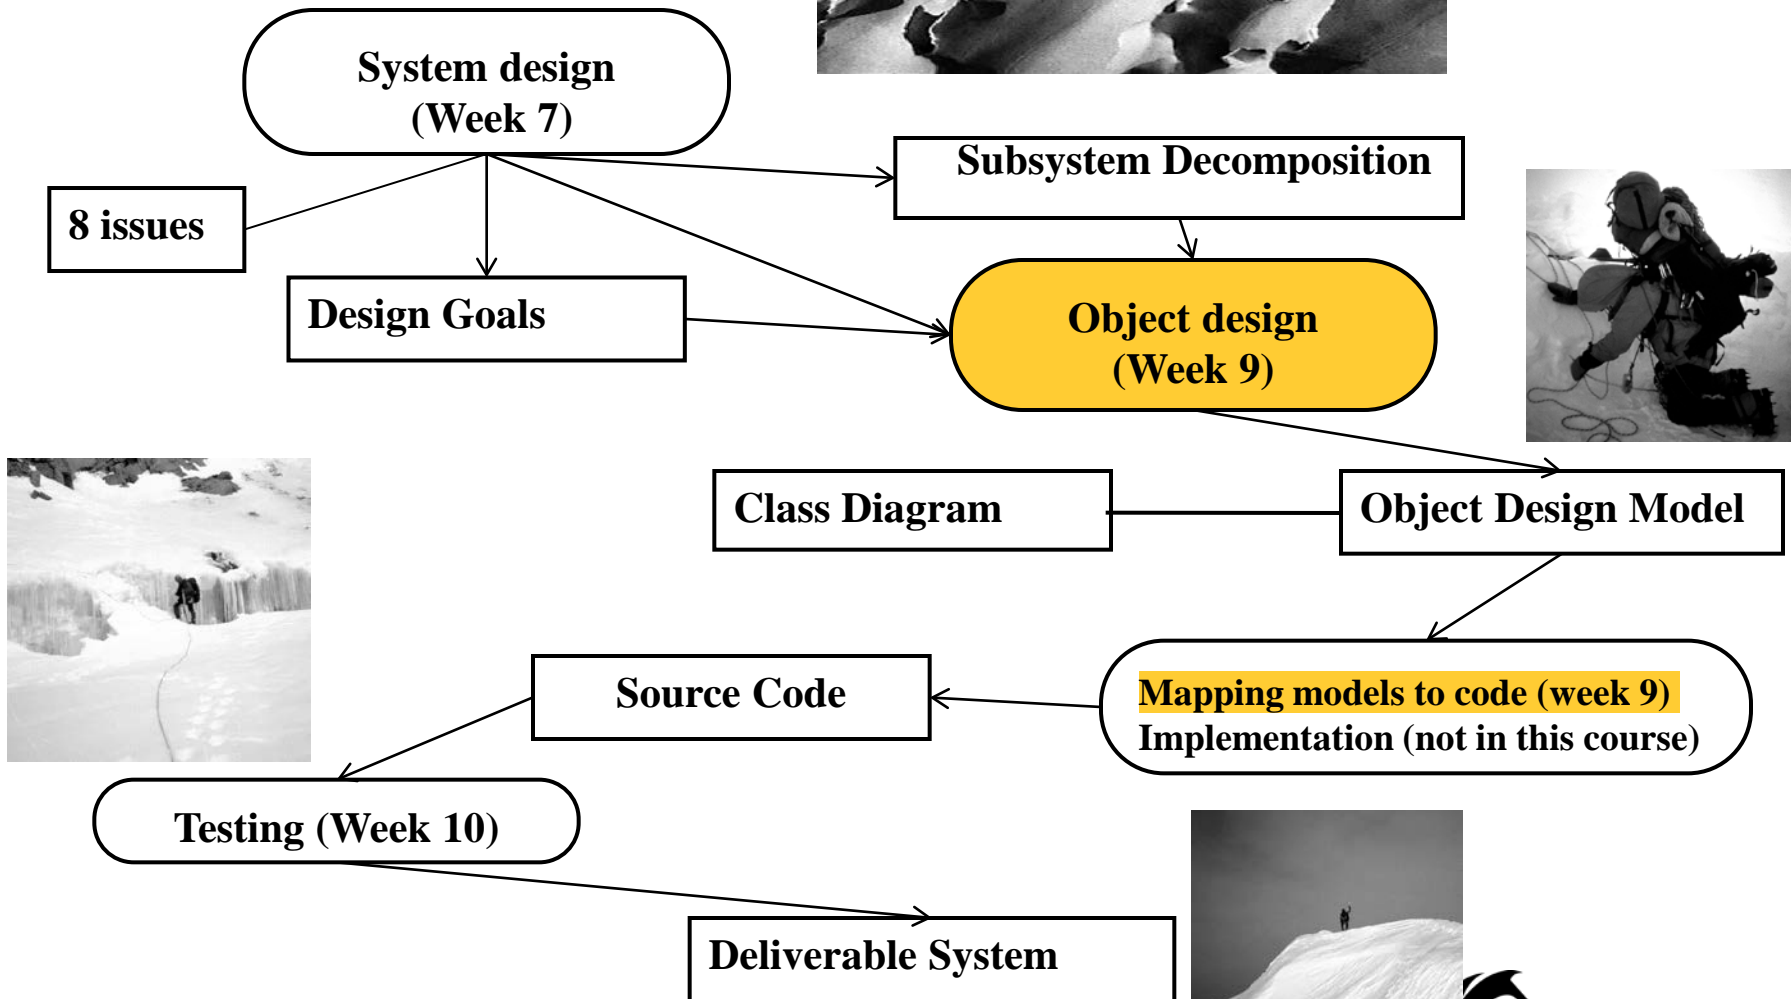 System design
(Week 7)
Subsystem Decomposition
8 issues
Design Goals
Object design
(Week 9)
Class Diagram
Object Design Model
Source Code
Mapping models to code (week 9)
Implementation (not in this course)
Testing (Week 10)
Deliverable System